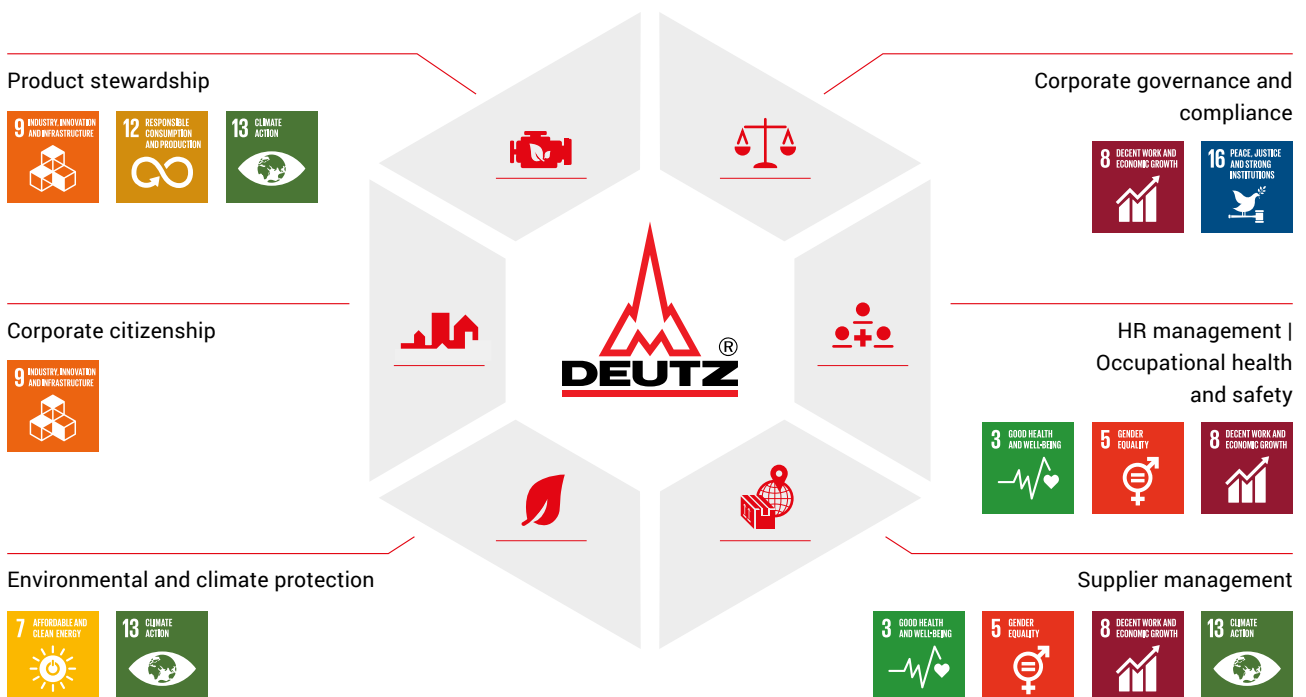 Product stewardship
9 INDUSTRY, INNOVATION
AND INFRASTRUCTURE
12 RESPONSIBLE
CONSUMPTION
AND PRODUCTION
13 CLIMATE
ACTION
Corporate governance and
compliance
8 DECENT WORK AND
ECONOMIC GROWTH
16 PEACE, JUSTICE
AND STRONG
INSTITUTIONS
DEUTZ ®
Corporate citizenship
9 INDUSTRY, INNOVATION
AND INFRASTRUCTURE
HR management |
Occupational health
and safety
3 GOOD HEALTH
AND WELL-BEING
5 GENDER
EQUALITY
8 DECENT WORK AND
ECONOMIC GROWTH
Environmental and climate protection
7 AFFORDABLE AND
CLEAN ENERGY
13 CLIMATE
ACTION
Supplier management
3 GOOD HEALTH
AND WELL-BEING
5 GENDER
EQUALITY
8 DECENT WORK AND
ECONOMIC GROWTH
13 CLIMATE
ACTION